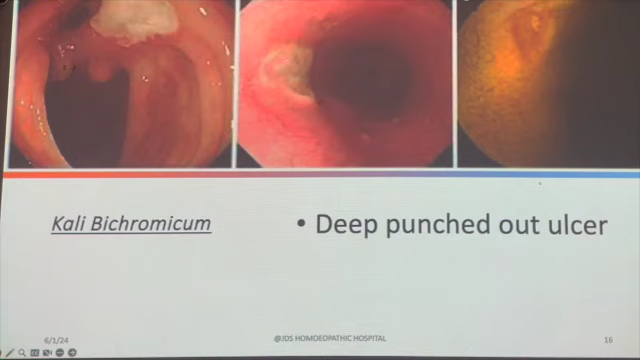 Kali Bichromicum
• Deep punched out ulcer
6/1/24
@JDS HOMOEOPATHIC HOSPITAL
16